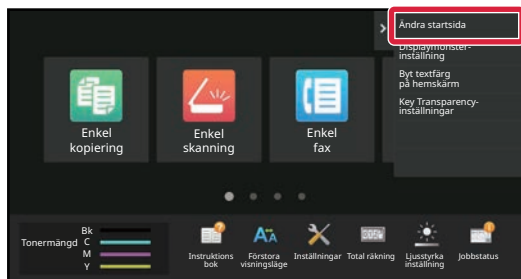 Ändra startsida
Displaymönster-
inställning
Byt textfärg
på hemskärm
Key Transparency-
inställningar
Enkel
kopiering
Enkel
skanning
Enkel
fax
Tonermängd
Bk
C
M
Y
Instruktions
bok
Förstora
visningsläge
Inställningar
Total räkning
Ljusstyrka
inställning
Jobbstatus